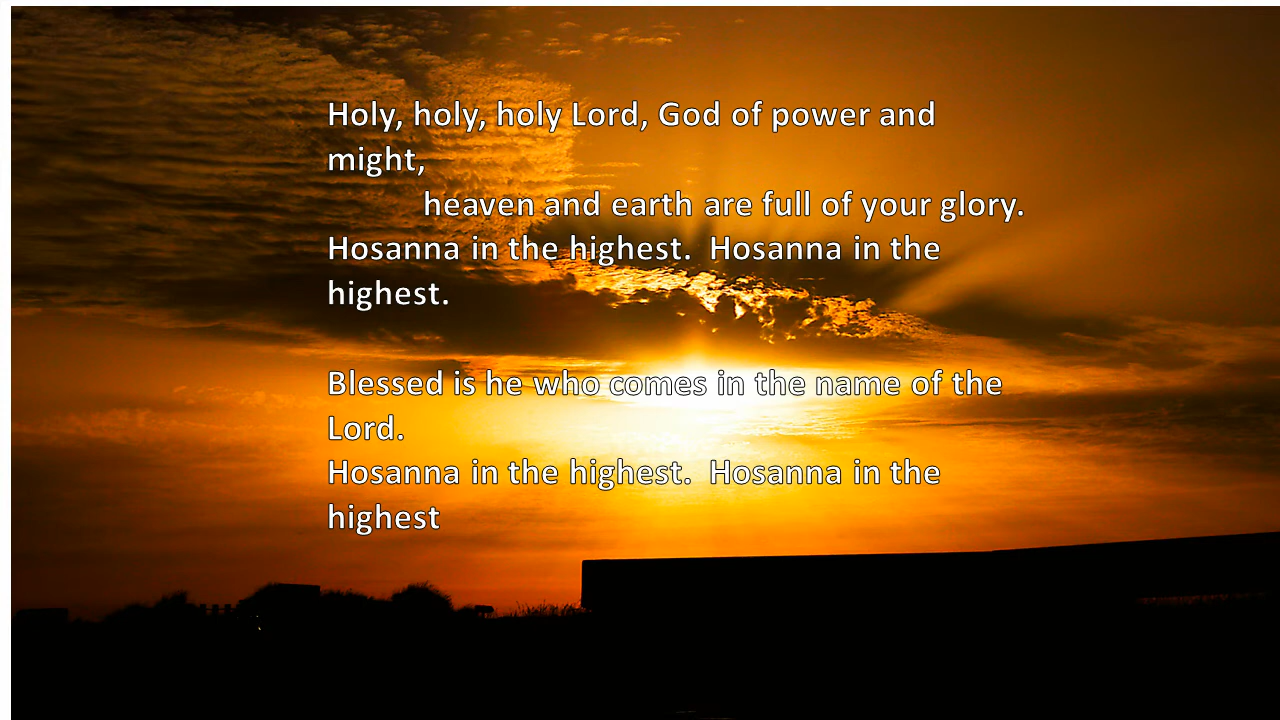 Holy, holy, holy Lord, God of power and
might,
heaven and earth are full of your glory.
Hosanna in the highest.  Hosanna in the
highest.
Blessed is he who comes in the name of the
Lord.
Hosanna in the highest.  Hosanna in the
highest